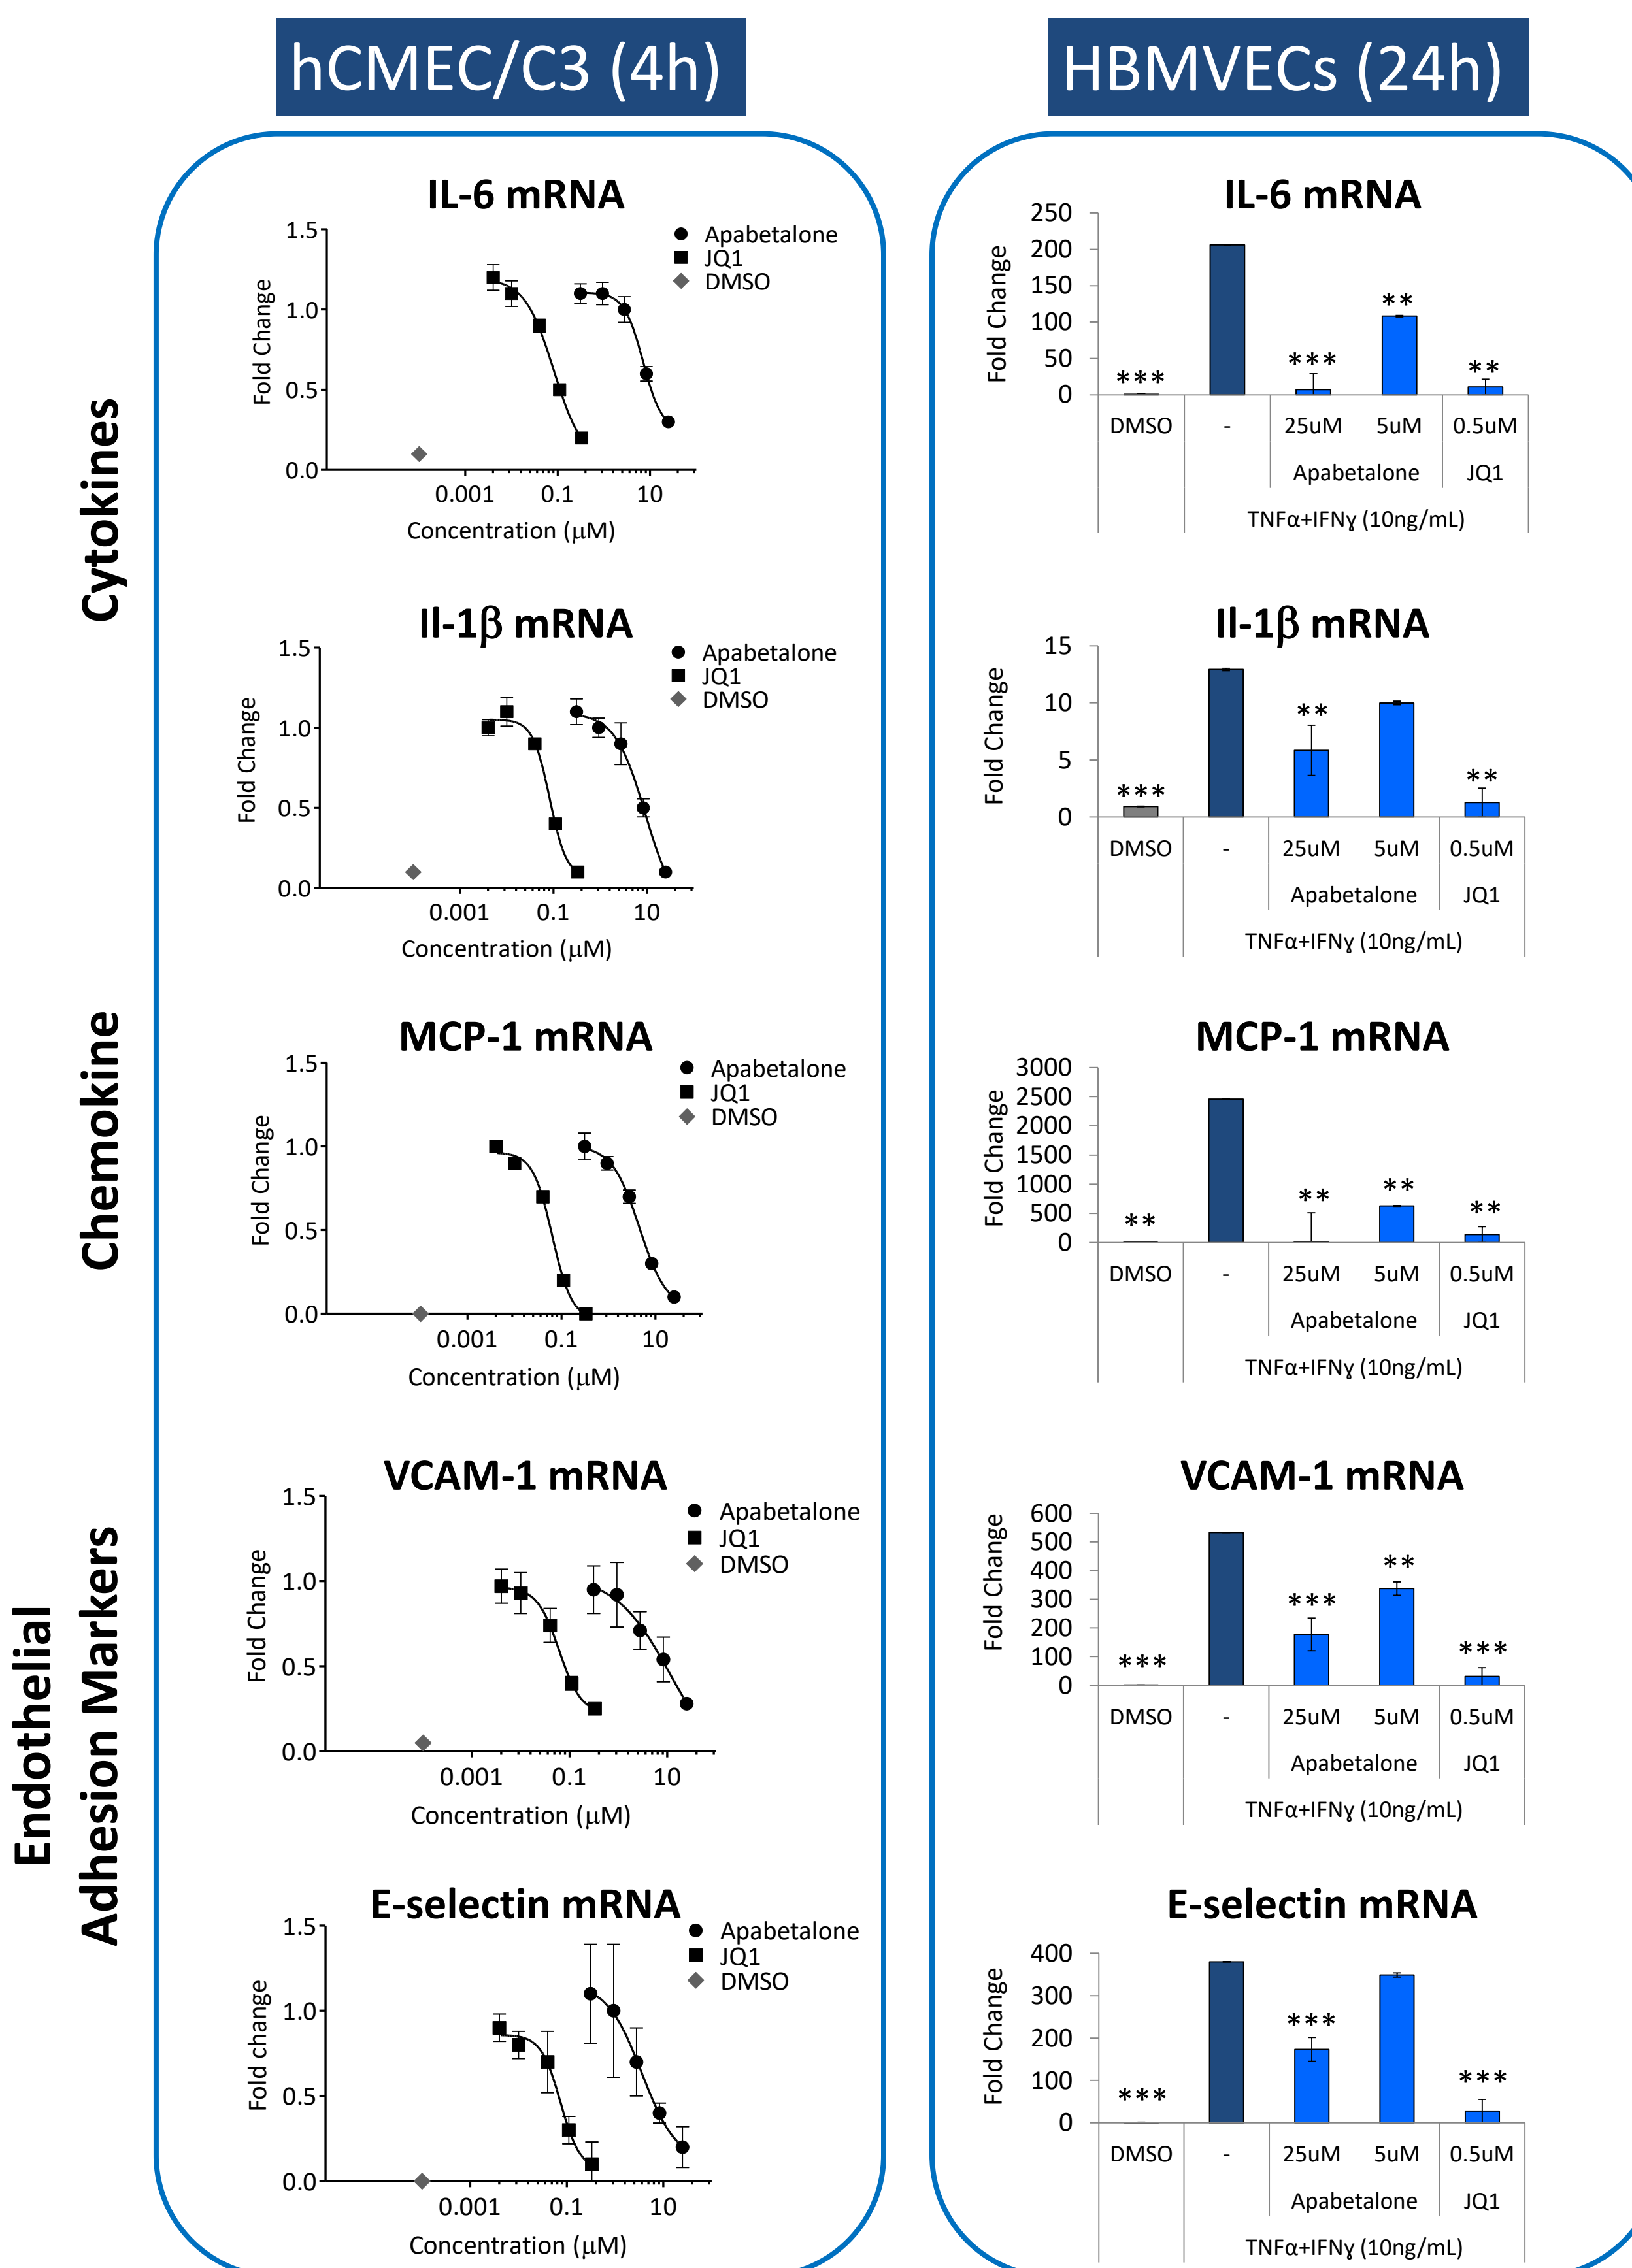 hCMEC/C3 (4h)
HBMVECs (24h)
Cytokines
Chemokine
Endothelial
Adhesion Markers
IL-6 mRNA
Apabetalone
JQ1
DMSO
Fold Change
1.5
1.0
0.5
0.0
0.001 0.1 10
Concentration (µM)
IL-6 mRNA
Fold Change
250
200
150
100
50
0
*** *** ** **
DMSO - 25uM 5uM 0.5uM
Apabetalone JQ1
TNFα+IFNɣ (10ng/mL)
Il-1β mRNA
Apabetalone
JQ1
DMSO
Fold Change
1.5
1.0
0.5
0.0
0.001 0.1 10
Concentration (µM)
Il-1β mRNA
Fold Change
15
10
5
0
*** ** **
DMSO - 25uM 5uM 0.5uM
Apabetalone JQ1
TNFα+IFNɣ (10ng/mL)
MCP-1 mRNA
Apabetalone
JQ1
DMSO
Fold Change
1.5
1.0
0.5
0.0
0.001 0.1 10
Concentration (µM)
MCP-1 mRNA
Fold Change
3000
2500
2000
1500
1000
500
0
** ** ** **
DMSO - 25uM 5uM 0.5uM
Apabetalone JQ1
TNFα+IFNɣ (10ng/mL)
VCAM-1 mRNA
Apabetalone
JQ1
DMSO
Fold Change
1.5
1.0
0.5
0.0
0.001 0.1 10
Concentration (µM)
VCAM-1 mRNA
Fold Change
600
500
400
300
200
100
0
*** *** ** ***
DMSO - 25uM 5uM 0.5uM
Apabetalone JQ1
TNFα+IFNɣ (10ng/mL)
E-selectin mRNA
Apabetalone
JQ1
DMSO
Fold change
1.5
1.0
0.5
0.0
0.001 0.1 10
Concentration (µM)
E-selectin mRNA
Fold Change
400
300
200
100
0
*** *** ***
DMSO - 25uM 5uM 0.5uM
Apabetalone JQ1
TNFα+IFNɣ (10ng/mL)